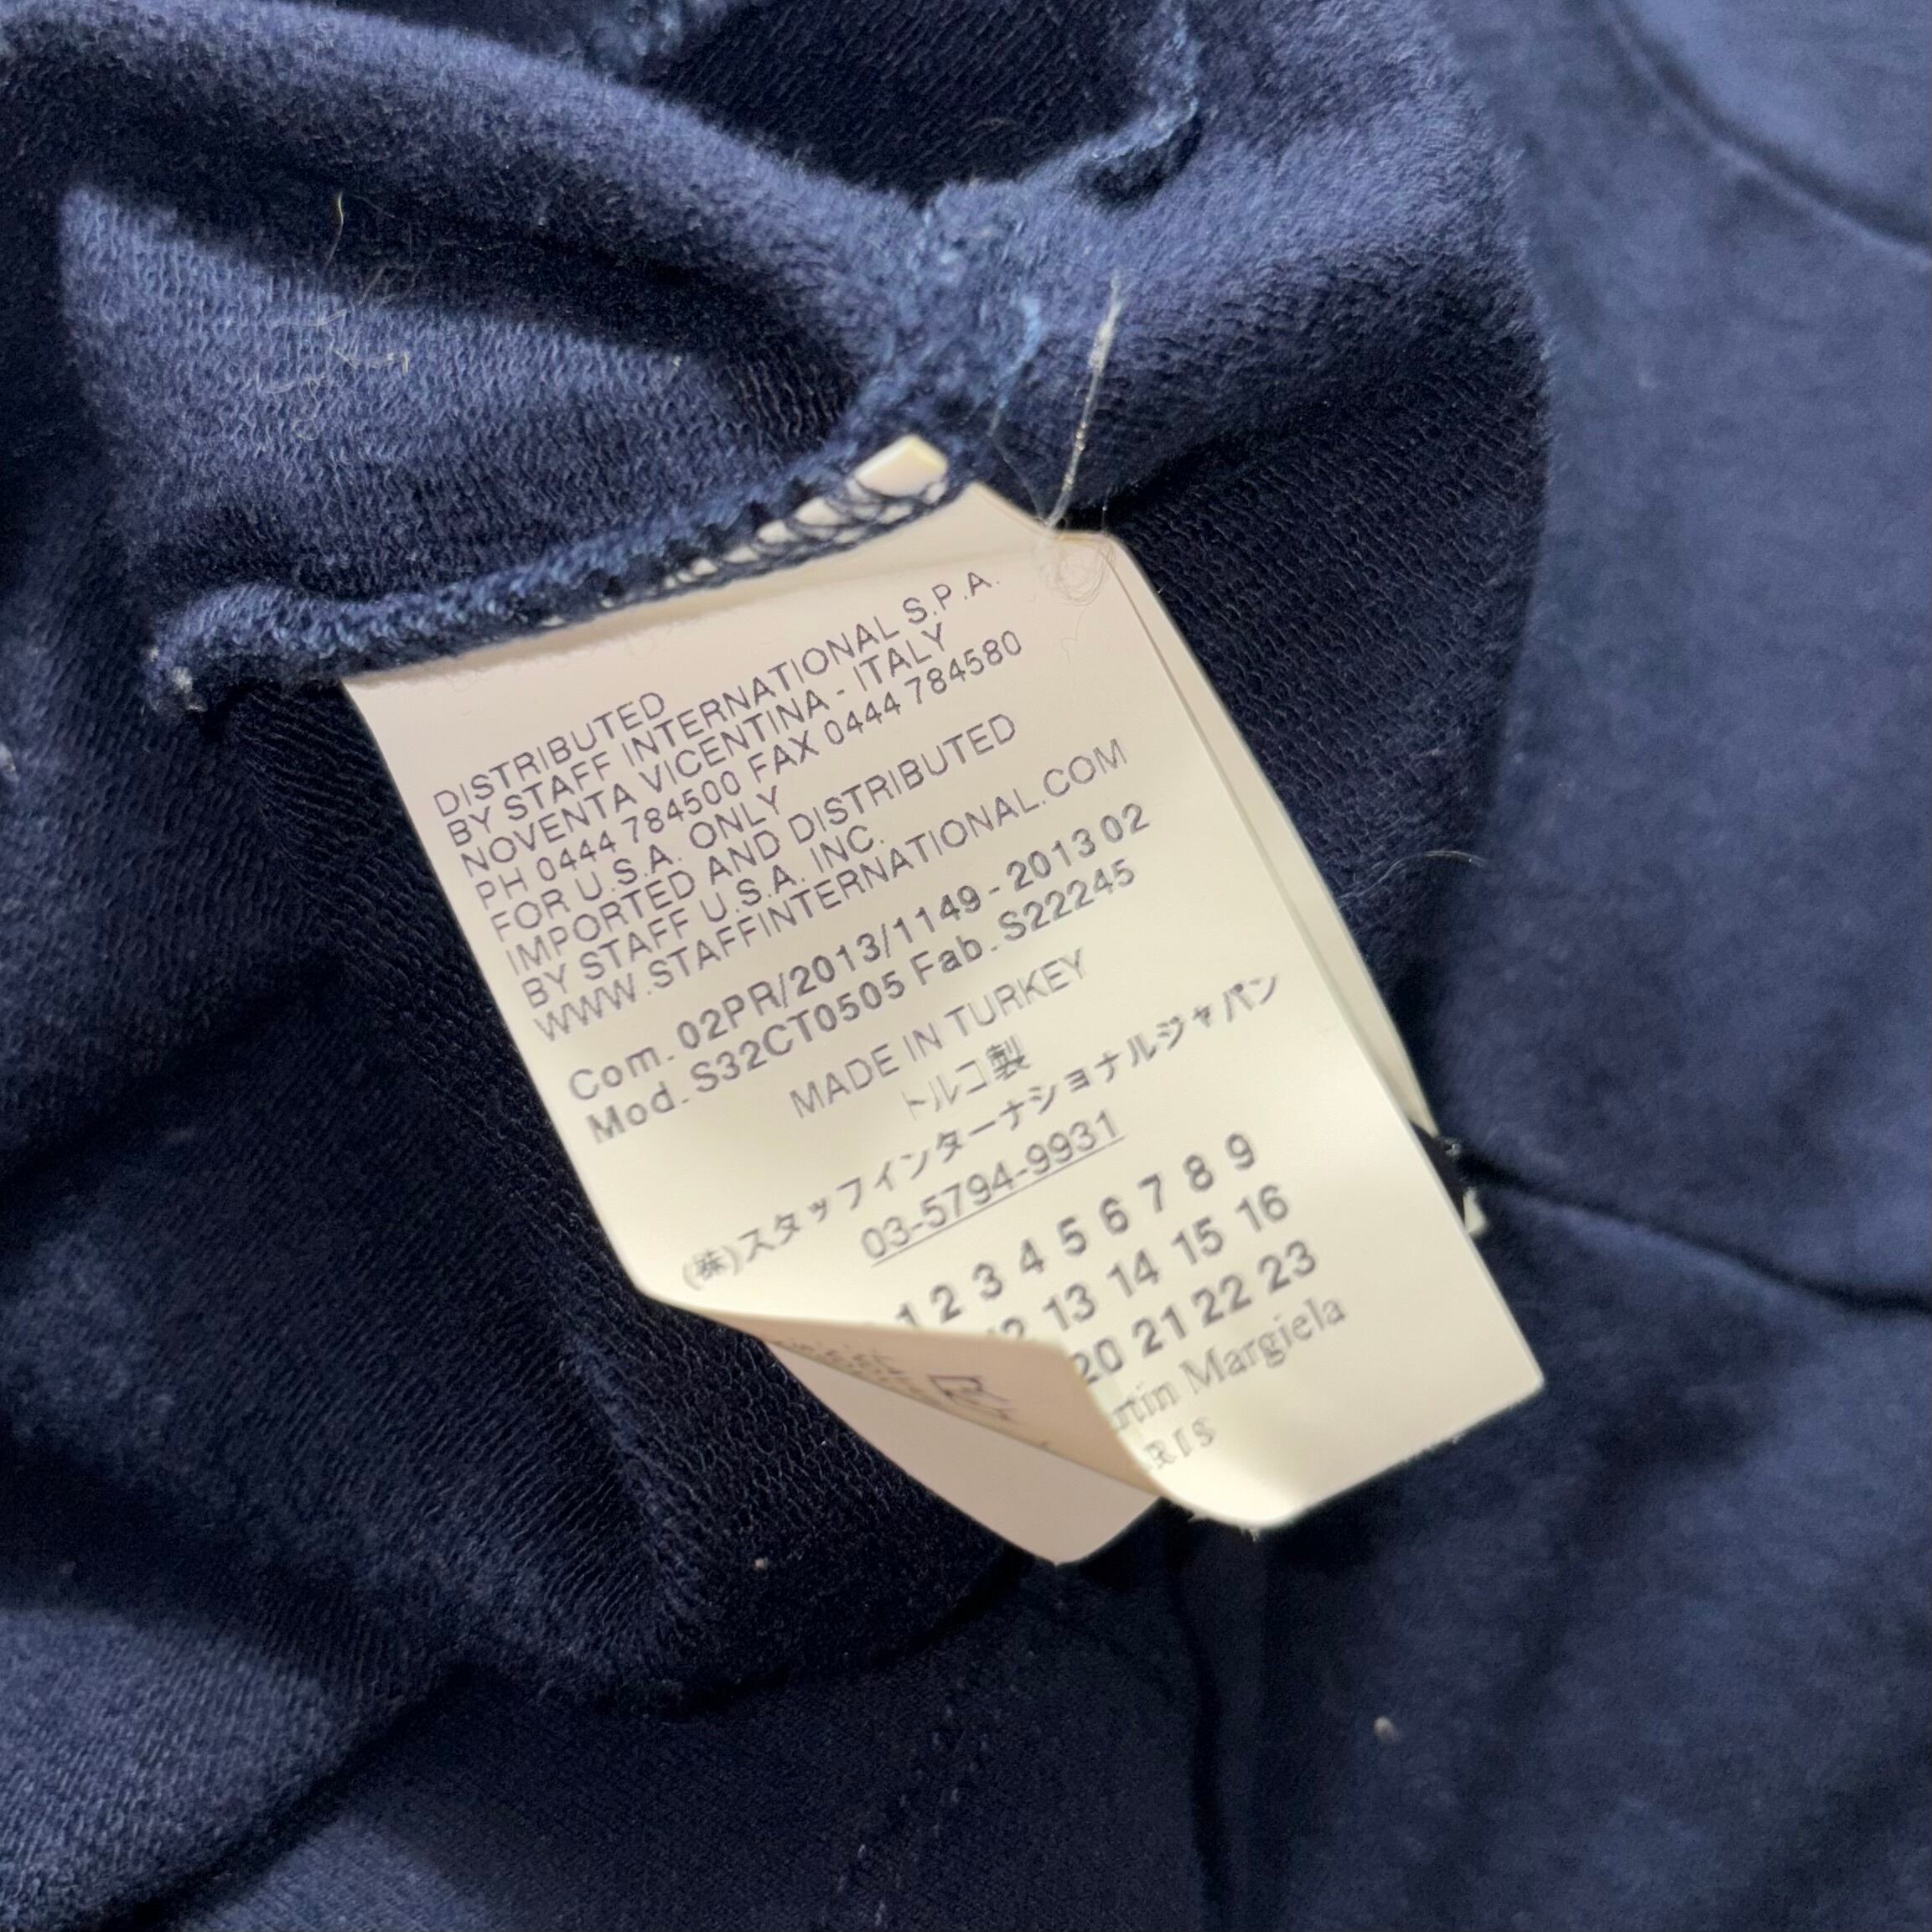 DISTRIBUTED
BY STAFF INTERNATIONAL S.P.A.
NOVENTA VICENTINA - ITALY
PH 0444 784500 FAX 0444 784580
FOR U.S.A. ONLY
IMPORTED AND DISTRIBUTED
BY STAFF U.S.A. INC.
WWW.STAFFINTERNATIONAL.COM
Com. 02PR/2013/1149 - 2013 02
Mod. S32CT0505 Fab. S22245
MADE IN TURKEY
トルコ製
(株)スタッフインターナショナルジャパン
03-5794-9931
1 2 3 4 5 6 7 8 9
12 13 14 15 16
20 21 22 23
Margiela